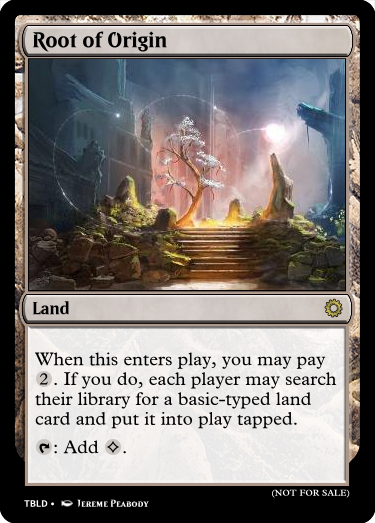 Root of Origin
Land
When this enters play, you may pay
2. If you do, each player may search
their library for a basic-typed land
card and put it into play tapped.
: Add .
(NOT FOR SALE)
TBLD • JEREME PEABODY